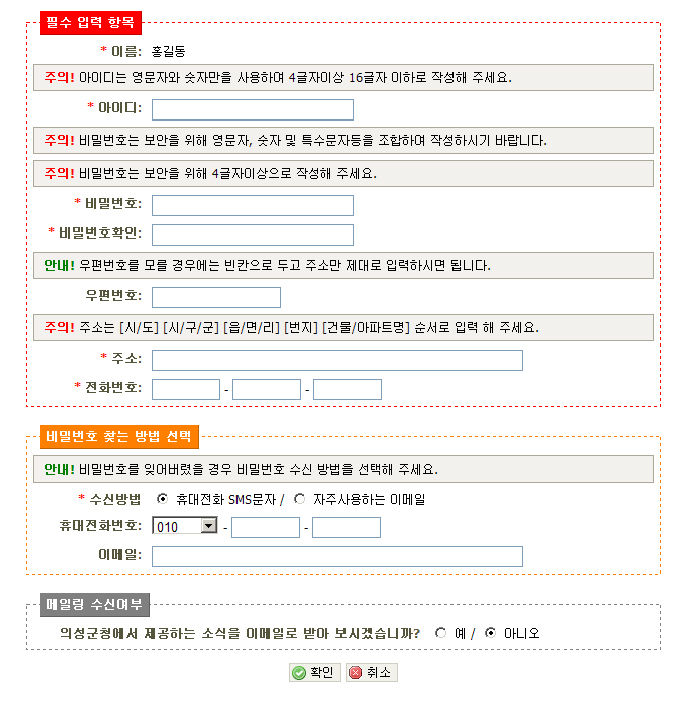 필수 입력 항목
* 이름: 홍길동
주의! 아이디는 영문자와 숫자만을 사용하여 4글자이상 16글자 이하로 작성해 주세요.
* 아이디:
주의! 비밀번호는 보안을 위해 영문자, 숫자 및 특수문자등을 조합하여 작성하시기 바랍니다.
주의! 비밀번호는 보안을 위해 4글자이상으로 작성해 주세요.
* 비밀번호:
* 비밀번호확인:
안내! 우편번호를 모를 경우에는 빈칸으로 두고 주소만 제대로 입력하시면 됩니다.
우편번호:
주의! 주소는 [시/도] [시/구/군] [읍/면/리] [번지] [건물/아파트명] 순서로 입력 해 주세요.
* 주소:
* 전화번호: - -
비밀번호 찾는 방법 선택
안내! 비밀번호를 잊어버렸을 경우 비밀번호 수신 방법을 선택해 주세요.
* 수신방법 휴대전화 SMS문자 / 자주사용하는 이메일
휴대전화번호: 010 - -
이메일:
메일링 수신여부
의성군청에서 제공하는 소식을 이메일로 받아 보시겠습니까? 예 / 아니오
확인 취소